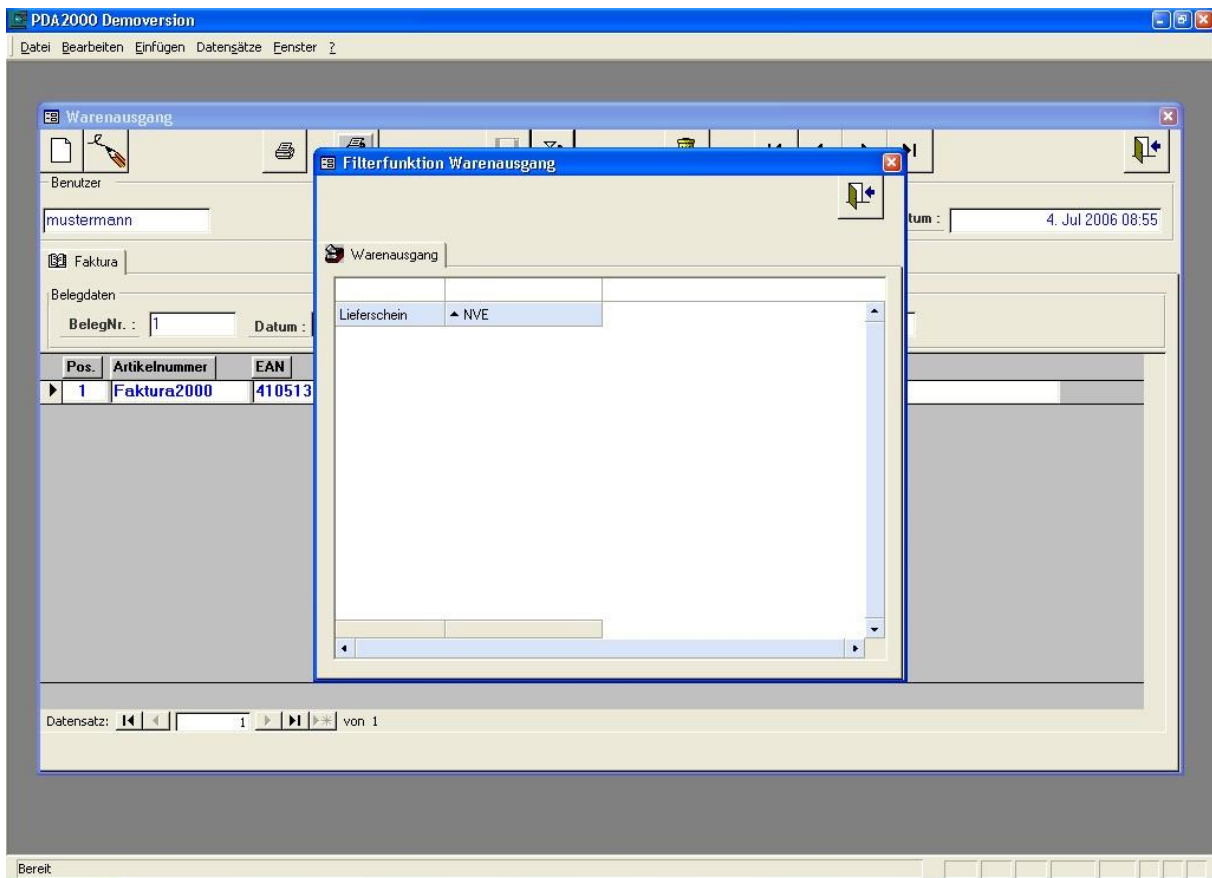 PDA2000 Demoversion
Datei Bearbeiten Einfügen Datensätze Fenster ?
Warenausgang
Filterfunktion Warenausgang
Benutzer
mustermann
tum :
4. Jul 2006 08:55
Faktura
Warenausgang
Belegdaten
BelegNr. : 1
Datum :
Lieferschein NVE
Pos. Artikelnummer EAN
1 Faktura2000 410513
Datensatz: 1 von 1
Bereit